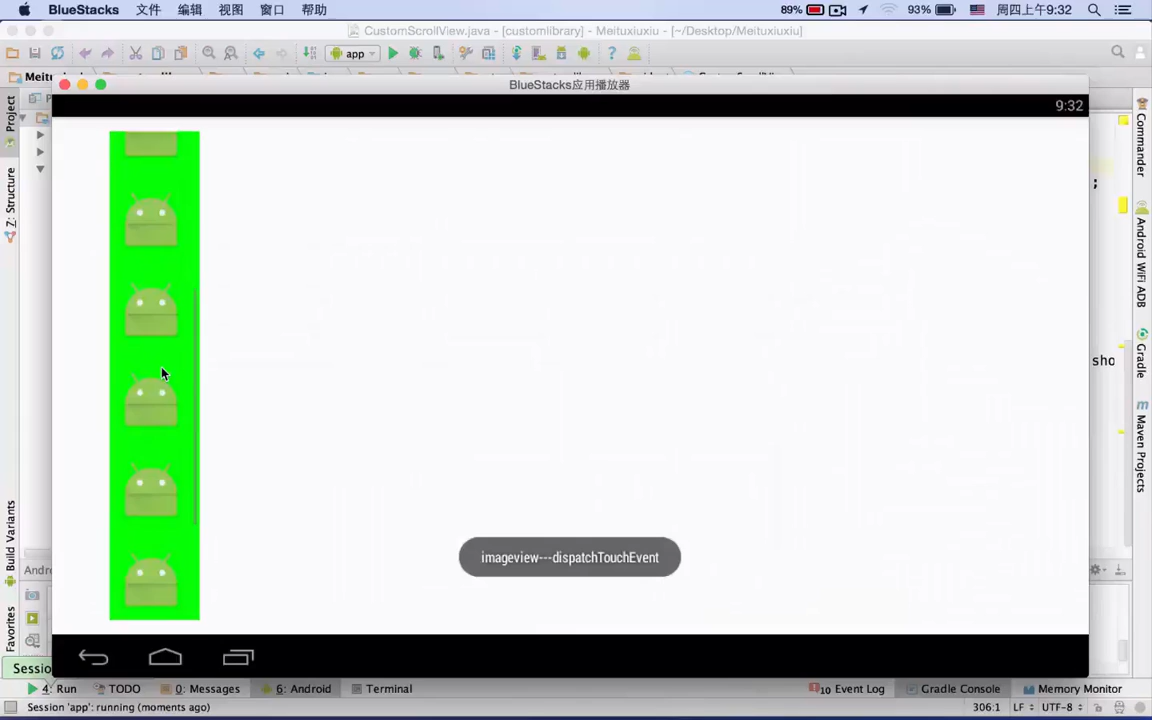 BlueStacks 文件 编辑 视图 窗口 帮助 89% 93% 周四上午9:32
CustomScrollView.java - [customlibrary] - Meituxiuxiu - [~/Desktop/Meituxiuxiu]
app
Meitu
BlueStacks应用播放器
9:32
Project
Z: Structure
Build Variants
Favorites
Commander
Android WiFi ADB
Gradle
Maven Projects
;
sho
imageview---dispatchTouchEvent
Andro
Sessio
4: Run TODO 0: Messages 6: Android Terminal 10 Event Log Gradle Console Memory Monitor
Session 'app': running (moments ago) 306:1 LF UTF-8